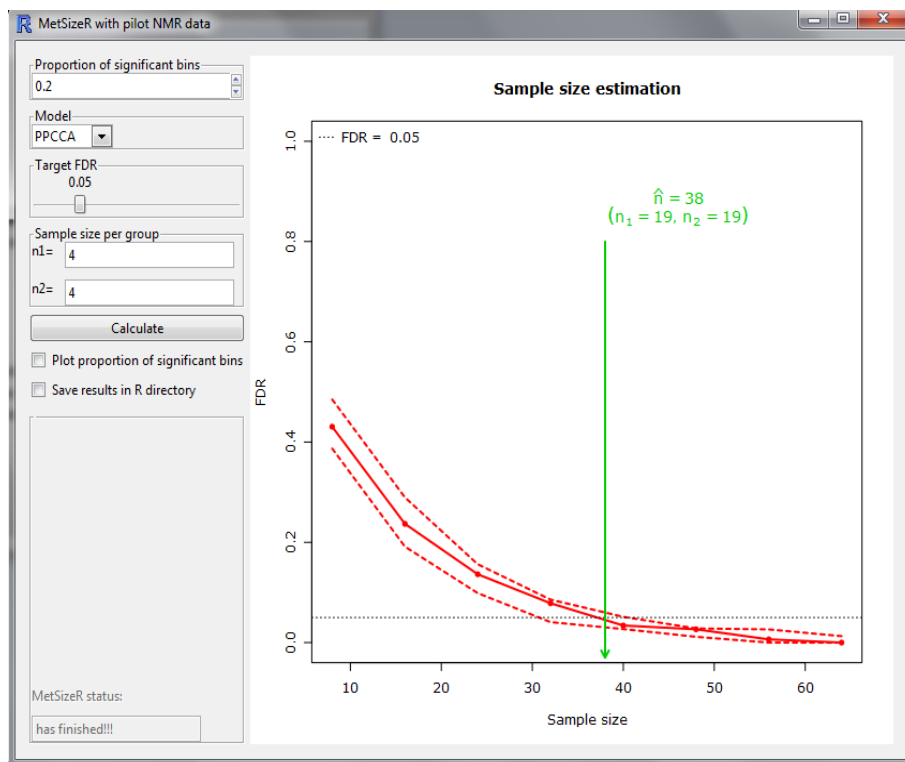 MetSizeR with pilot NMR data
Proportion of significant bins
0.2
Model
PPCCA
Target FDR
0.05
Sample size per group
n1=
4
n2=
4
Calculate
Plot proportion of significant bins
Save results in R directory
MetSizeR status:
has finished!!!
Sample size estimation
FDR = 0.05
n̂ = 38
(n₁ = 19, n₂ = 19)
FDR
1.0
0.8
0.6
0.4
0.2
0.0
10 20 30 40 50 60
Sample size